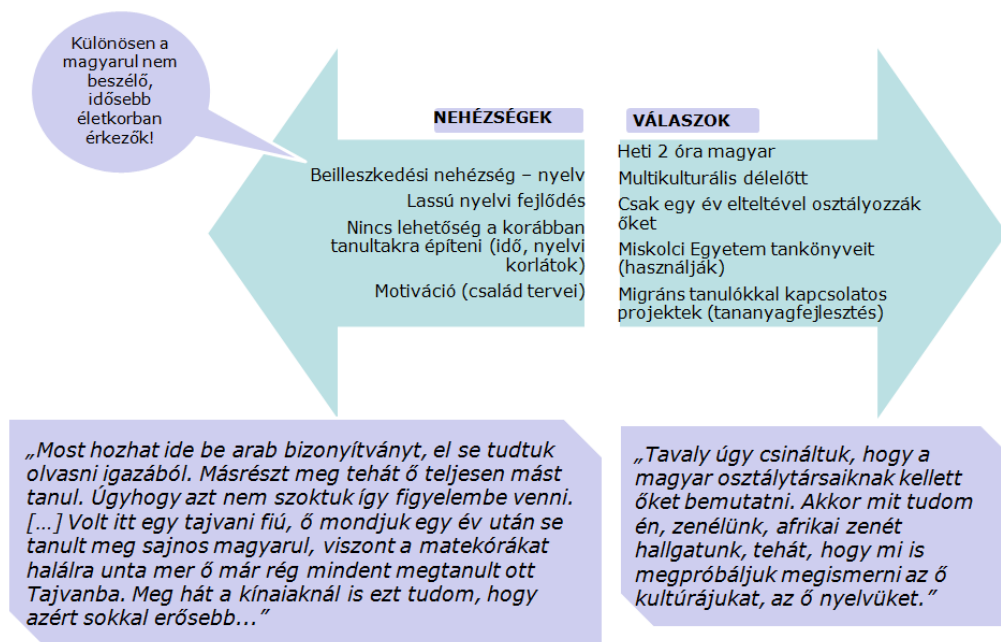 Különösen a
magyarul nem
beszélő,
idősebb
életkorban
érkezők!
NEHÉZSÉGEK
Beilleszkedési nehézség – nyelv
Lassú nyelvi fejlődés
Nincs lehetőség a korábban
tanultakra építeni (idő, nyelvi
korlátok)
Motiváció (család tervei)
VÁLASZOK
Heti 2 óra magyar
Multikulturális délelőtt
Csak egy év elteltével osztályozzák
őket
Miskolci Egyetem tankönyveit
(használják)
Migráns tanulókkal kapcsolatos
projektek (tananyagfejlesztés)
„Most hozhat ide be arab bizonyítványt, el se tudtuk
olvasni igazából. Másrészt meg tehát ő teljesen mást
tanul. Úgyhogy azt nem szoktuk így figyelembe venni.
[…] Volt itt egy tajvani fiú, ő mondjuk egy év után se
tanult meg sajnos magyarul, viszont a matekórákat
halálra unta mer ő már rég mindent megtanult ott
Tajvanba. Meg hát a kínaiaknál is ezt tudom, hogy
azért sokkal erősebb...”
„Tavaly úgy csináltuk, hogy a
magyar osztálytársaiknak kellett
őket bemutatni. Akkor mit tudom
én, zenélünk, afrikai zenét
hallgatunk, tehát, hogy mi is
megpróbáljuk megismerni az ő
kultúrájukat, az ő nyelvüket.”